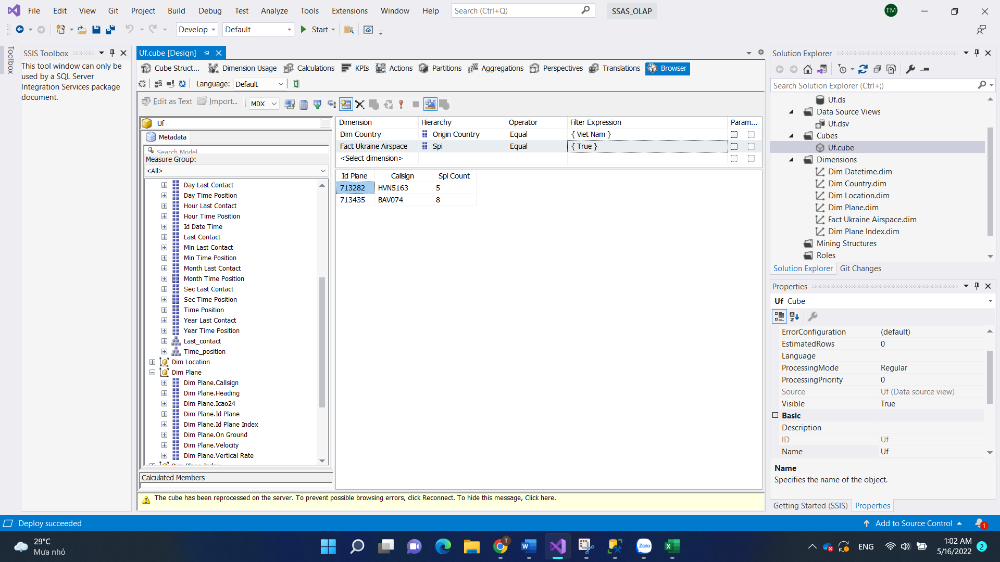 File Edit View Git Project Build Debug Test Analyze Tools Extensions Window Help Search (Ctrl+Q) SSAS_OLAP TM
Develop Default Start
Toolbox
SSIS Toolbox
This tool window can only be
used by a SQL Server
Integration Services package
document.
Uf.cube [Design]
Cube Struct... Dimension Usage Calculations KPIs Actions Partitions Aggregations Perspectives Translations Browser
Language: Default
Edit as Text Import... MDX
Uf
Metadata
Search Model
Measure Group:
<All>
Day Last Contact
Day Time Position
Hour Last Contact
Hour Time Position
Id Date Time
Last Contact
Min Last Contact
Min Time Position
Month Last Contact
Month Time Position
Sec Last Contact
Sec Time Position
Time Position
Year Last Contact
Year Time Position
Last_contact
Time_position
Dim Location
Dim Plane
Dim Plane.Callsign
Dim Plane.Heading
Dim Plane.Icao24
Dim Plane.Id Plane
Dim Plane.Id Plane Index
Dim Plane.On Ground
Dim Plane.Velocity
Dim Plane.Vertical Rate
Dim Plane Index
Calculated Members
Dimension Hierarchy Operator Filter Expression Param...
Dim Country Origin Country Equal { Viet Nam }
Fact Ukraine Airspace Spi Equal { True }
<Select dimension>
Id Plane Callsign Spi Count
713282 HVN5163 5
713435 BAV074 8
The cube has been reprocessed on the server. To prevent possible browsing errors, click Reconnect. To hide this message, Click here.
Solution Explorer
Search Solution Explorer (Ctrl+;)
Uf.ds
Data Source Views
Uf.dsv
Cubes
Uf.cube
Dimensions
Dim Datetime.dim
Dim Country.dim
Dim Location.dim
Dim Plane.dim
Fact Ukraine Airspace.dim
Dim Plane Index.dim
Mining Structures
Roles
Solution Explorer Git Changes
Properties
Uf Cube
ErrorConfiguration (default)
EstimatedRows 0
Language
ProcessingMode Regular
ProcessingPriority 0
Source Uf (Data source view)
Visible True
Basic
Description
ID Uf
Name Uf
Name
Specifies the name of the object.
Getting Started (SSIS) Properties
Deploy succeeded Add to Source Control 1
29°C
Mưa nhỏ
T
Zalo
ENG
1:02 AM
5/16/2022
2